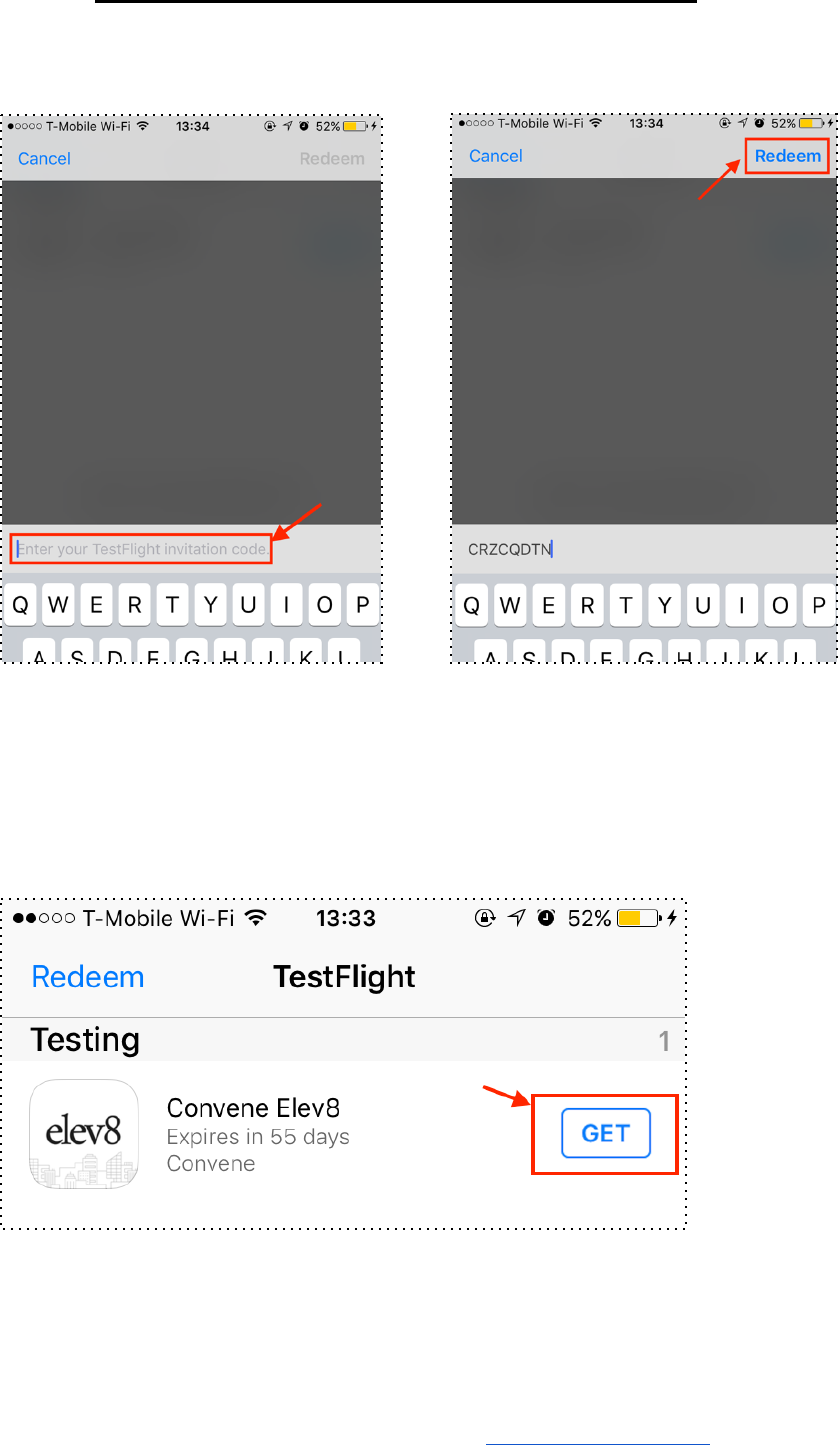 T-Mobile Wi-Fi 13:34 52%
Cancel Redeem
Enter your TestFlight invitation code.
Q W E R T Y U I O P
A S D F G H J K L
T-Mobile Wi-Fi 13:34 52%
Cancel Redeem
CRZCQDTN
Q W E R T Y U I O P
A S D F G H J K L
T-Mobile Wi-Fi 13:33 52%
Redeem TestFlight
Testing 1
elev8
Convene Elev8
Expires in 55 days
Convene
GET